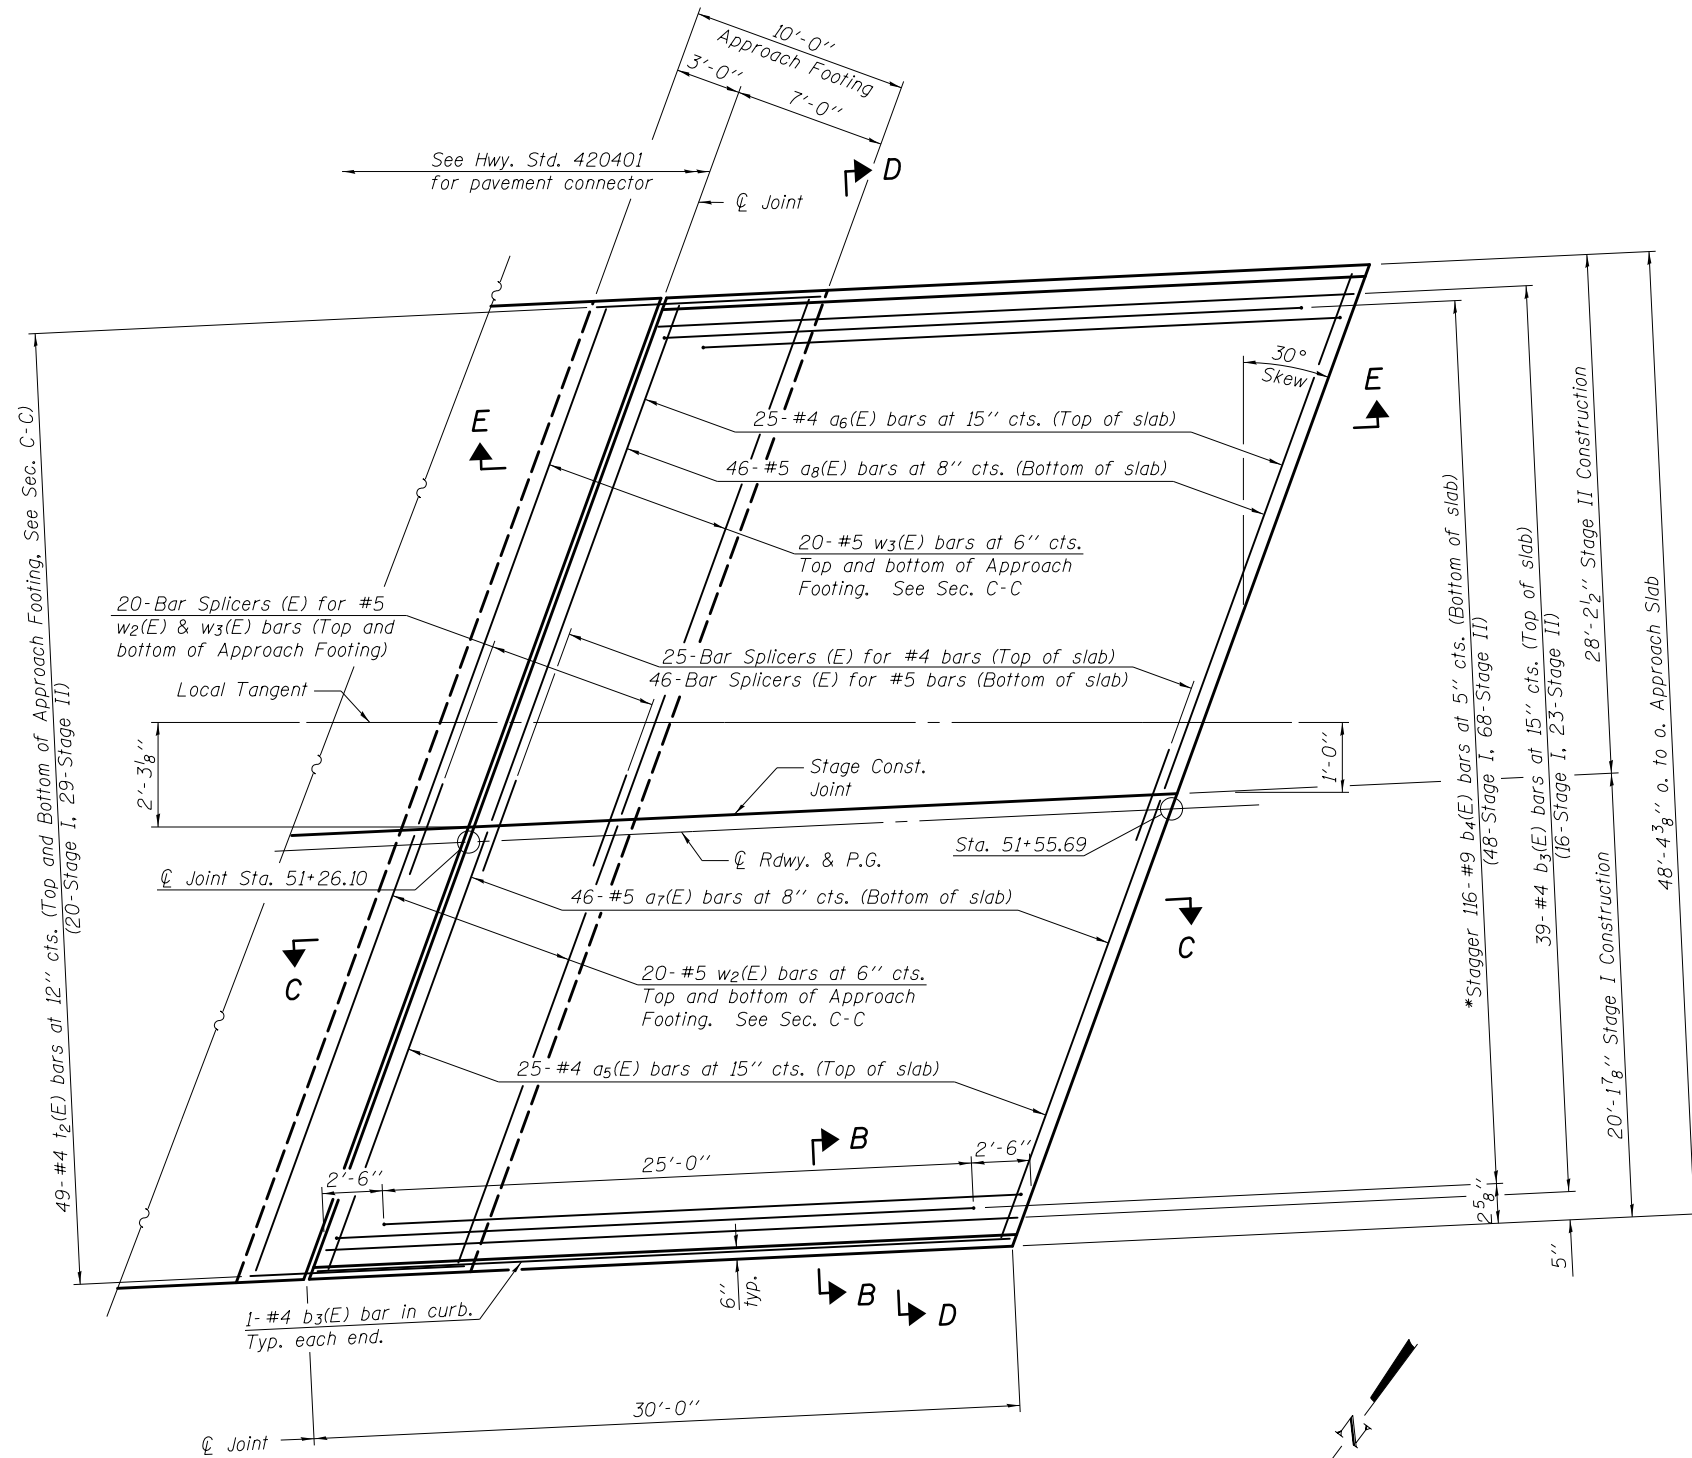 10'-0"
Approach Footing
3'-0"
7'-0"
See Hwy. Std. 420401
for pavement connector
D
℄ Joint
30°
Skew
E
E
25-#4 a6(E) bars at 15" cts. (Top of slab)
46-#5 a8(E) bars at 8" cts. (Bottom of slab)
20-#5 w3(E) bars at 6" cts.
Top and bottom of Approach
Footing. See Sec. C-C
20-Bar Splicers (E) for #5
w2(E) & w3(E) bars (Top and
bottom of Approach Footing)
25-Bar Splicers (E) for #4 bars (Top of slab)
46-Bar Splicers (E) for #5 bars (Bottom of slab)
Local Tangent
2'-3 1/8"
1'-0"
Stage Const.
Joint
℄ Rdwy. & P.G.
Sta. 51+55.69
℄ Joint Sta. 51+26.10
46-#5 a7(E) bars at 8" cts. (Bottom of slab)
C
C
20-#5 w2(E) bars at 6" cts.
Top and bottom of Approach
Footing. See Sec. C-C
25-#4 a5(E) bars at 15" cts. (Top of slab)
B
2'-6"
25'-0"
2'-6"
6"
typ.
B
D
1-#4 b3(E) bar in curb.
Typ. each end.
30'-0"
℄ Joint
49-#4 t2(E) bars at 12" cts. (Top and Bottom of Approach Footing, See Sec. C-C)
(20-Stage I, 29-Stage II)
*Stagger 116-#9 b4(E) bars at 5" cts. (Bottom of slab)
(48-Stage I, 68-Stage II)
39-#4 b3(E) bars at 15" cts. (Top of slab)
(16-Stage I, 23-Stage II)
28'-2 1/2" Stage II Construction
20'-1 7/8" Stage I Construction
48'-4 3/8" o. to o. Approach Slab
2 5/8"
5"
N